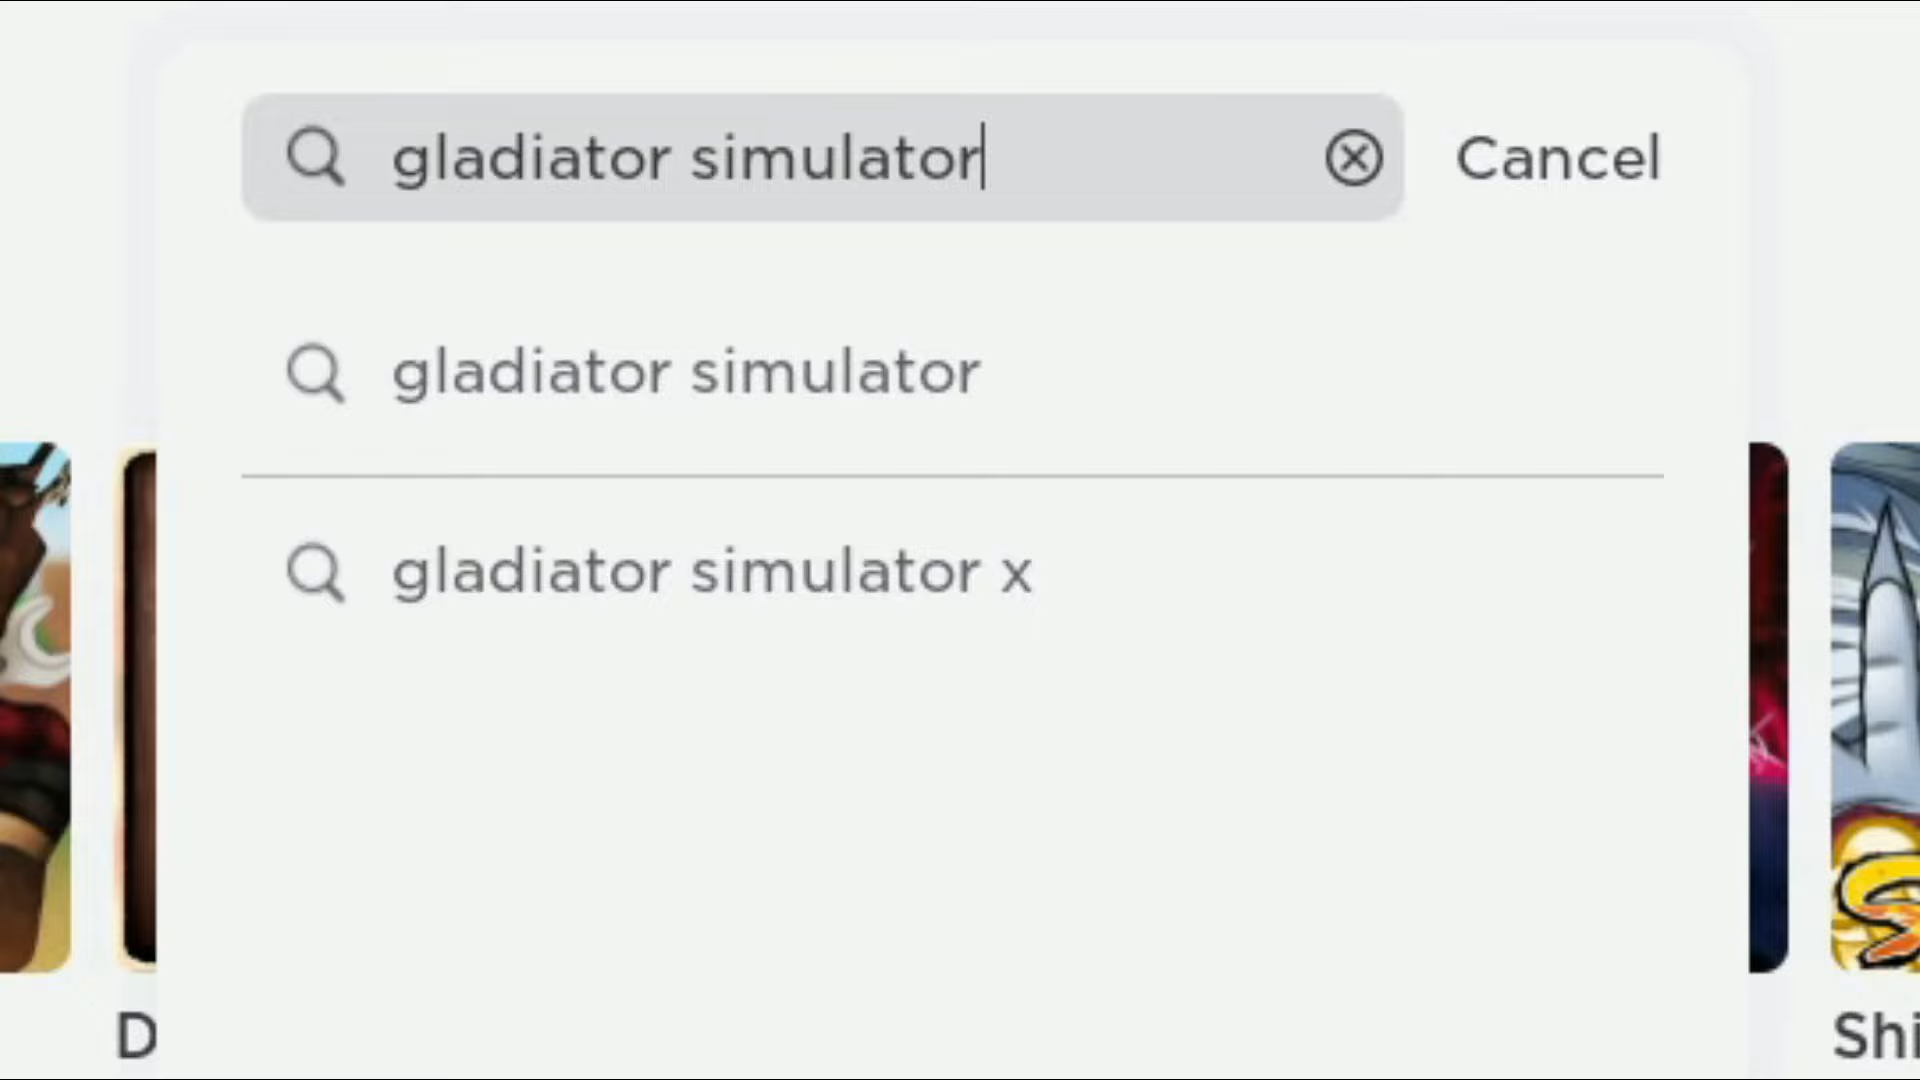 gladiator simulator
Cancel
gladiator simulator
gladiator simulator x
D
Shi